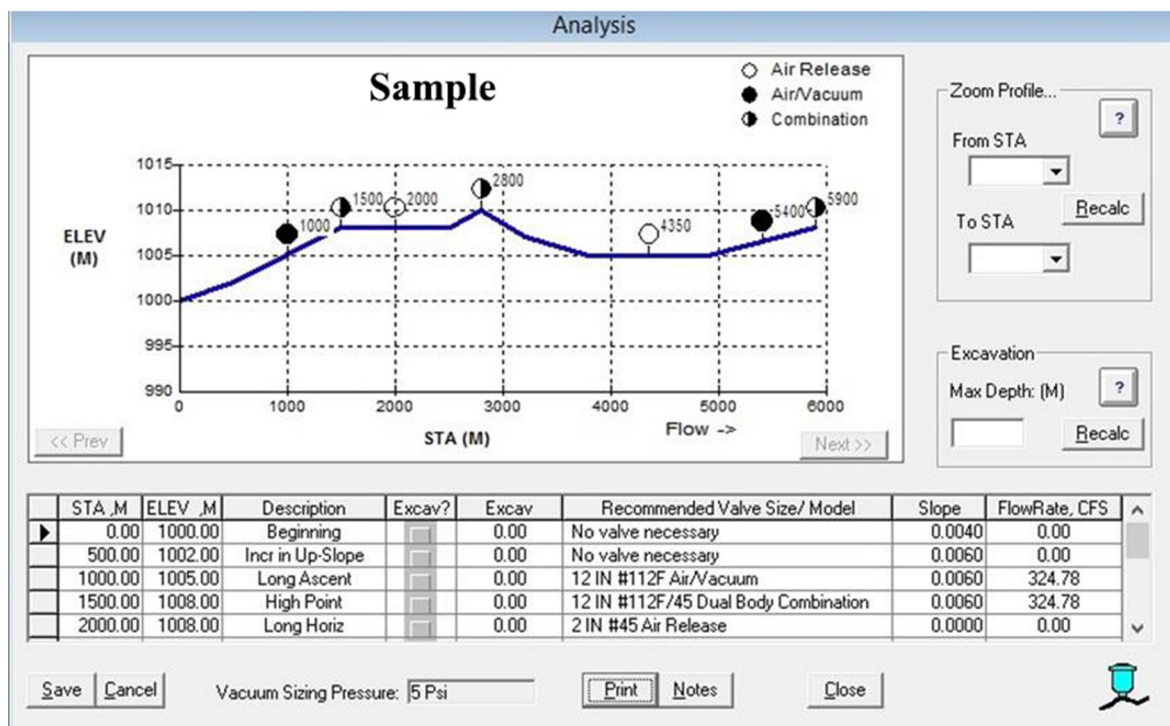 Analysis
Sample
Air Release
Air/Vacuum
Combination
1015
1010
1005
1000
995
990
ELEV
(M)
1000
1500
2000
2800
4350
5400
5900
0
1000
2000
3000
4000
5000
6000
STA (M)
Flow ->
<< Prev
Next >>
Zoom Profile...
?
From STA
Recalc
To STA
Excavation
Max Depth: (M)
?
Recalc
STA ,M ELEV ,M Description Excav? Excav Recommended Valve Size/ Model Slope FlowRate, CFS
0.00 1000.00 Beginning 0.00 No valve necessary 0.0040 0.00
500.00 1002.00 Incr in Up-Slope 0.00 No valve necessary 0.0060 0.00
1000.00 1005.00 Long Ascent 0.00 12 IN #112F Air/Vacuum 0.0060 324.78
1500.00 1008.00 High Point 0.00 12 IN #112F/45 Dual Body Combination 0.0060 324.78
2000.00 1008.00 Long Horiz 0.00 2 IN #45 Air Release 0.0000 0.00
Save Cancel Vacuum Sizing Pressure: 5 Psi Print Notes Close